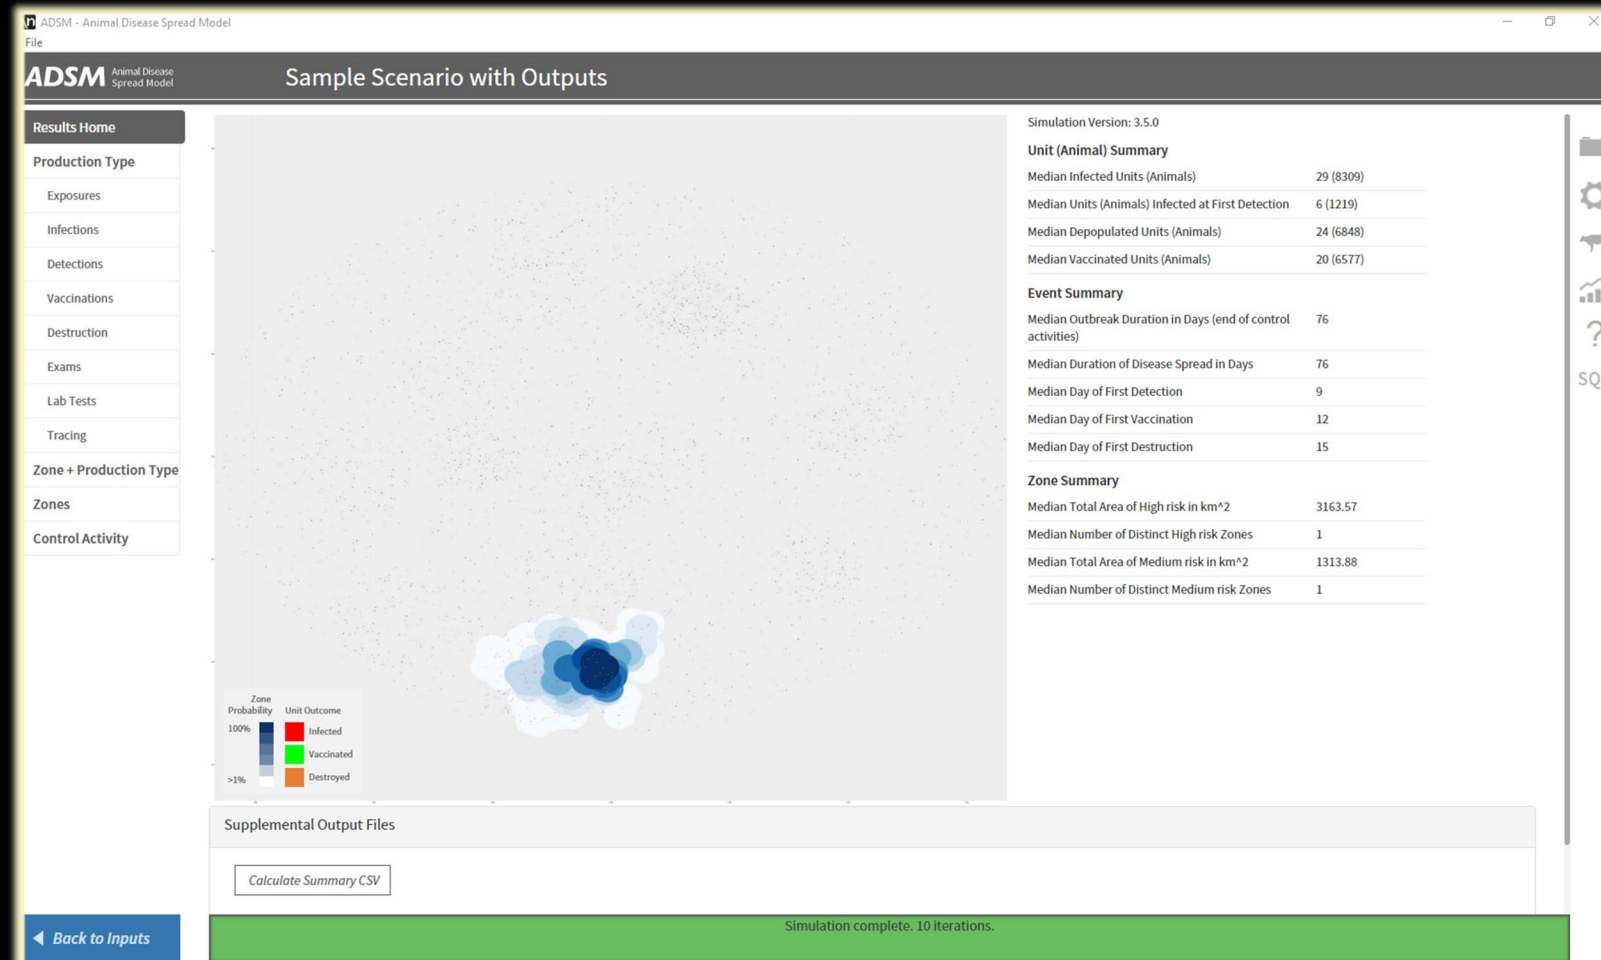 ADSM - Animal Disease Spread Model
File
ADSM Animal Disease
Spread Model
Sample Scenario with Outputs
Results Home
Production Type
Exposures
Infections
Detections
Vaccinations
Destruction
Exams
Lab Tests
Tracing
Zone + Production Type
Zones
Control Activity
Back to Inputs
Zone
Probability
100%
>1%
Unit Outcome
Infected
Vaccinated
Destroyed
Simulation Version: 3.5.0
Unit (Animal) Summary
Median Infected Units (Animals) 29 (8309)
Median Units (Animals) Infected at First Detection 6 (1219)
Median Depopulated Units (Animals) 24 (6848)
Median Vaccinated Units (Animals) 20 (6577)
Event Summary
Median Outbreak Duration in Days (end of control 76
activities)
Median Duration of Disease Spread in Days 76
Median Day of First Detection 9
Median Day of First Vaccination 12
Median Day of First Destruction 15
Zone Summary
Median Total Area of High risk in km^2 3163.57
Median Number of Distinct High risk Zones 1
Median Total Area of Medium risk in km^2 1313.88
Median Number of Distinct Medium risk Zones 1
?
SQ
Supplemental Output Files
Calculate Summary CSV
Simulation complete. 10 iterations.